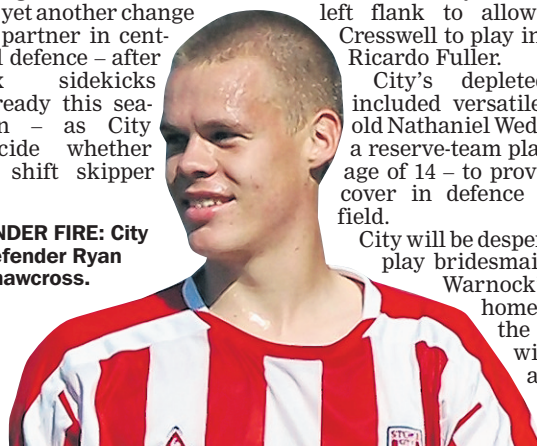 yet another change
partner in cent-
defence – after
sidekicks
ready this sea-
– as City
cide whether
shift skipper
NDER FIRE: City
efender Ryan
hawcross.
left flank to allow
Cresswell to play in
Ricardo Fuller.
City's depleted
included versatile
old Nathaniel Wed
a reserve-team pla
age of 14 – to prov
cover in defence
field.
City will be desper
play bridesmai
Warnock
home
the
wi
a